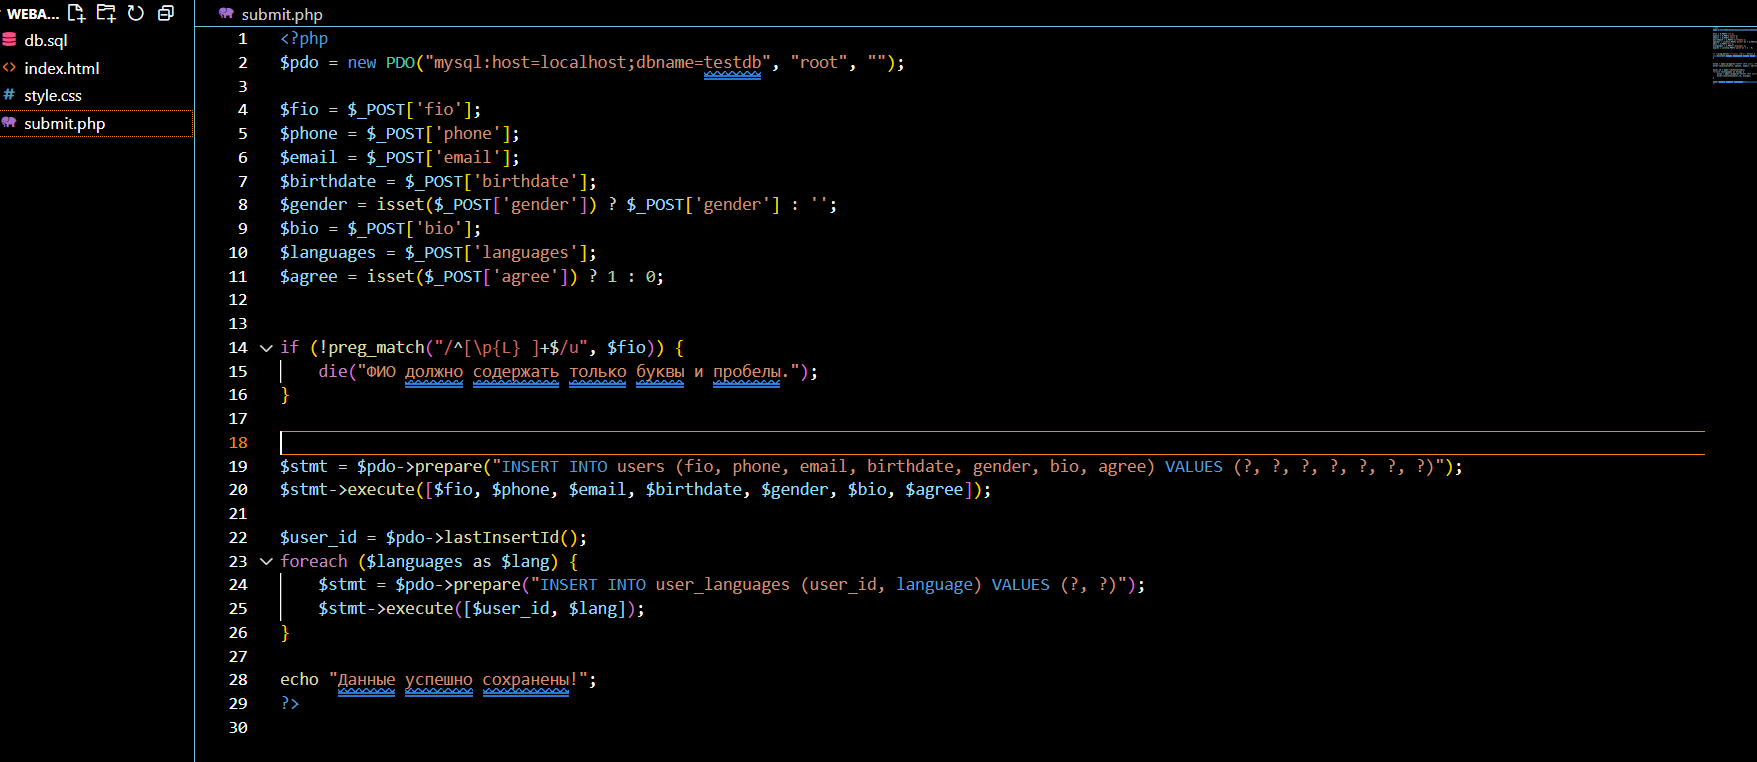 WEBA...
db.sql
index.html
style.css
submit.php
submit.php
1 <?php
2 $pdo = new PDO("mysql:host=localhost;dbname=testdb", "root", "");
3
4 $fio = $_POST['fio'];
5 $phone = $_POST['phone'];
6 $email = $_POST['email'];
7 $birthdate = $_POST['birthdate'];
8 $gender = isset($_POST['gender']) ? $_POST['gender'] : '';
9 $bio = $_POST['bio'];
10 $languages = $_POST['languages'];
11 $agree = isset($_POST['agree']) ? 1 : 0;
12
13
14 if (!preg_match("/^[\p{L} ]+$/u", $fio)) {
15 die("ФИО должно содержать только буквы и пробелы.");
16 }
17
18
19 $stmt = $pdo->prepare("INSERT INTO users (fio, phone, email, birthdate, gender, bio, agree) VALUES (?, ?, ?, ?, ?, ?, ?)");
20 $stmt->execute([$fio, $phone, $email, $birthdate, $gender, $bio, $agree]);
21
22 $user_id = $pdo->lastInsertId();
23 foreach ($languages as $lang) {
24 $stmt = $pdo->prepare("INSERT INTO user_languages (user_id, language) VALUES (?, ?)");
25 $stmt->execute([$user_id, $lang]);
26 }
27
28 echo "Данные успешно сохранены!";
29 ?>
30